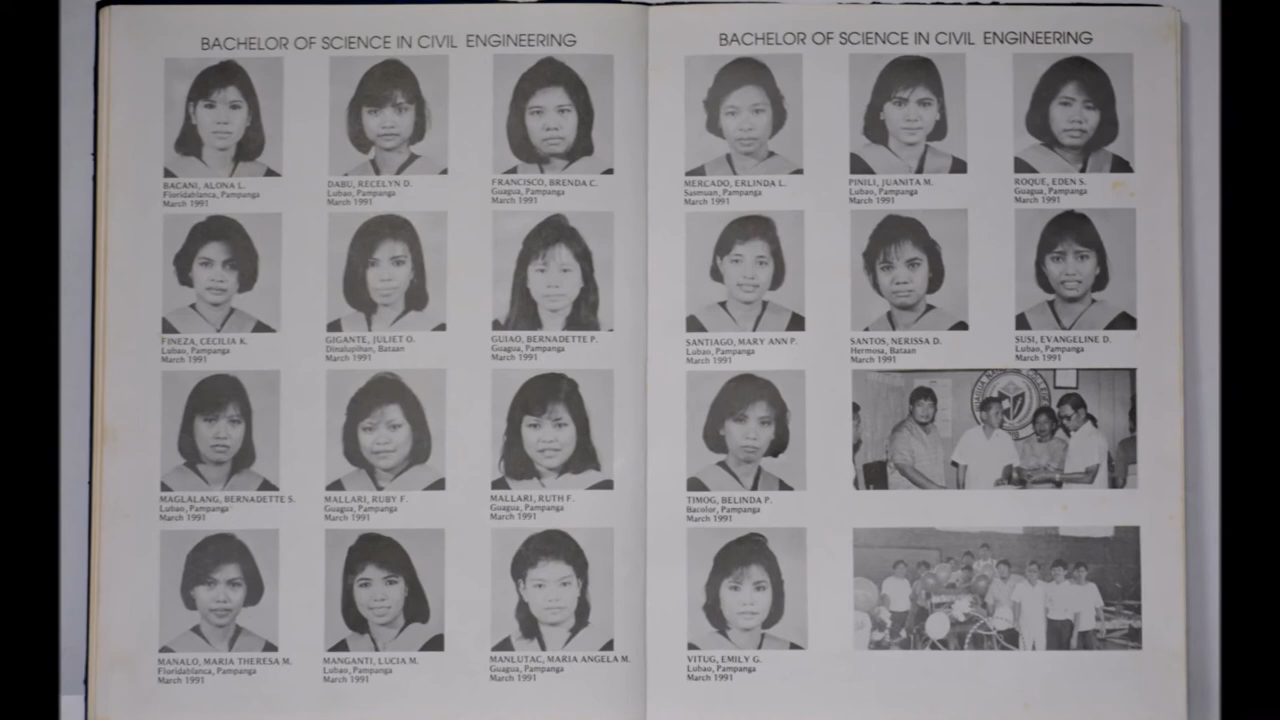 BACHELOR OF SCIENCE IN CIVIL ENGINEERING
BACANI, ALONA L.
Floridablanca, Pampanga
March 1991
DABU, RECELYN D.
Lubao, Pampanga
March 1991
FRANCISCO, BRENDA C.
Guagua, Pampanga
March 1991
FINEZA, CECILIA K.
Lubao, Pampanga
March 1991
GIGANTE, JULIET O.
Dinalupihan, Bataan
March 1991
GUIAO, BERNADETTE P.
Guagua, Pampanga
March 1991
MAGLALANG, BERNADETTE S.
Lubao, Pampanga
March 1991
MALLARI, RUBY F.
Guagua, Pampanga
March 1991
MALLARI, RUTH F.
Guagua, Pampanga
March 1991
MANALO, MARIA THERESA M.
Floridablanca, Pampanga
March 1991
MANGANTI, LUCIA M.
Lubao, Pampanga
March 1991
MANLUTAC, MARIA ANGELA M.
Guagua, Pampanga
March 1991
BACHELOR OF SCIENCE IN CIVIL ENGINEERING
MERCADO, ERLINDA L.
Sasmuan, Pampanga
March 1991
PINILI, JUANITA M.
Lubao, Pampanga
March 1991
ROQUE, EDEN S.
Guagua, Pampanga
March 1991
SANTIAGO, MARY ANN P.
Lubao, Pampanga
March 1991
SANTOS, NERISSA D.
Hermosa, Bataan
March 1991
SUSI, EVANGELINE D.
Lubao, Pampanga
March 1991
TIMOG, BELINDA P.
Bacolor, Pampanga
March 1991
VITUG, EMILY G.
Lubao, Pampanga
March 1991